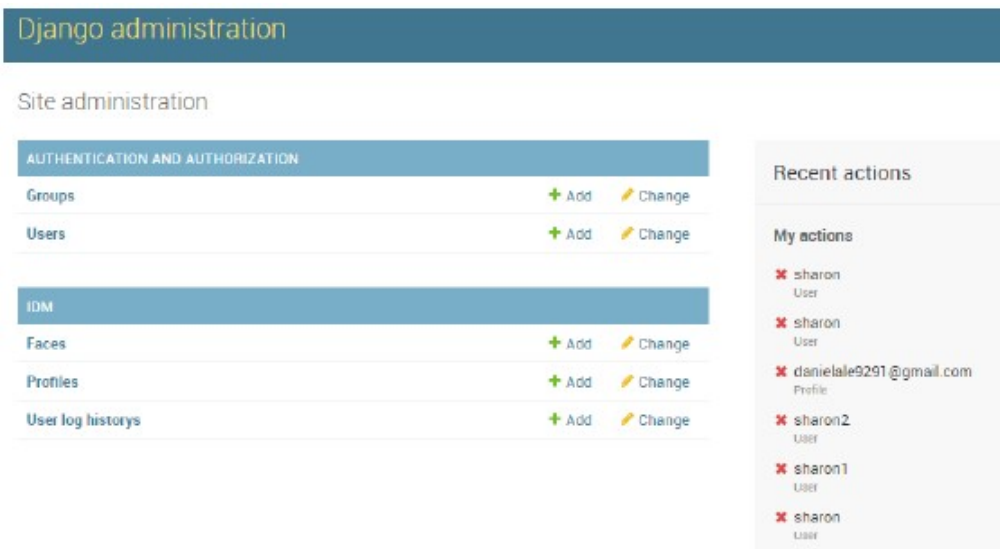 Django administration
Site administration
AUTHENTICATION AND AUTHORIZATION
Groups Add Change
Users Add Change
IDM
Faces Add Change
Profiles Add Change
User log historys Add Change
Recent actions
My actions
sharon
User
sharon
User
danielale9291@gmail.com
Profile
sharon2
User
sharon1
User
sharon
User